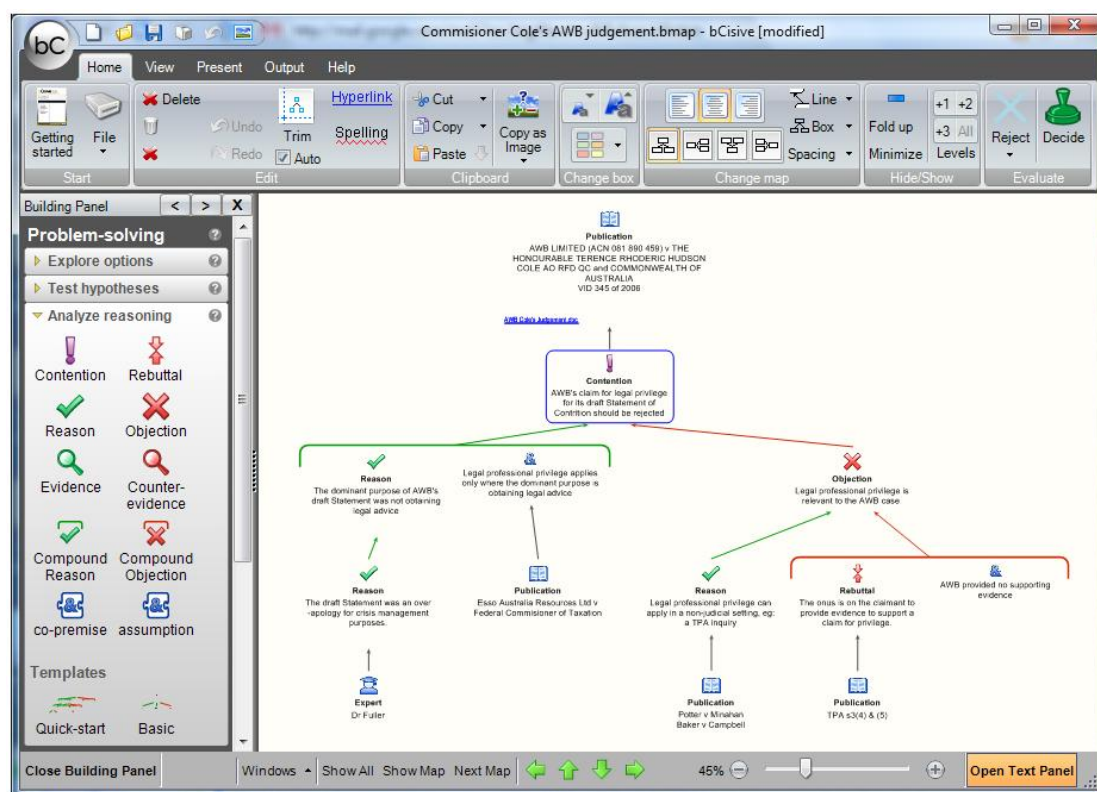 bC
Commisioner Cole's AWB judgement.bmap - bCisive [modified]
Home View Present Output Help
Getting started
File
Start
Delete
Undo
Redo
Trim
Auto
Hyperlink
Spelling
Edit
Cut
Copy
Paste
Copy as Image
Clipboard
Change box
Line
Box
Spacing
Change map
Fold up
Minimize
+1 +2
+3 All
Levels
Hide/Show
Reject
Decide
Evaluate
Building Panel < > X
Problem-solving
Explore options
Test hypotheses
Analyze reasoning
Contention Rebuttal
Reason Objection
Evidence Counter-
evidence
Compound Compound
Reason Objection
co-premise assumption
Templates
Quick-start Basic
Publication
AWB LIMITED (ACN 081 890 459) v THE
HONOURABLE TERENCE RHODERIC HUDSON
COLE AO RFD QC and COMMONWEALTH OF
AUSTRALIA
VID 345 of 2006
AWB Cole's Judgement.doc
Contention
AWB's claim for legal privilege
for its draft Statement of
Contrition should be rejected
Reason
The dominant purpose of AWB's
draft Statement was not obtaining
legal advice
Legal professional privilege applies
only where the dominant purpose is
obtaining legal advice
Objection
Legal professional privilege is
relevant to the AWB case
Reason
The draft Statement was an over
-apology for crisis management
purposes.
Publication
Esso Australia Resources Ltd v
Federal Commisioner of Taxation
Reason
Legal professional privilege can
apply in a non-judicial setting, eg:
a TPA inquiry
Rebuttal
The onus is on the claimant to
provide evidence to support a
claim for privilege.
AWB provided no supporting
evidence
Expert
Dr Fuller
Publication
Potter v Minahan
Baker v Campbell
Publication
TPA s3(4) & (5)
Close Building Panel Windows Show All Show Map Next Map 45% Open Text Panel